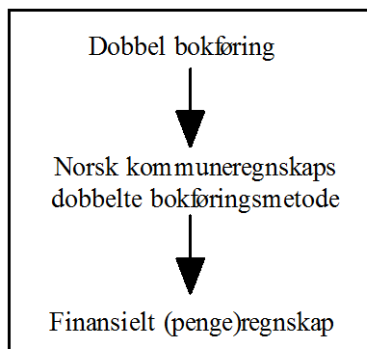 Dobbel bokføring
Norsk kommuneregnskaps
dobbelte bokføringsmetode
Finansielt (penge)regnskap